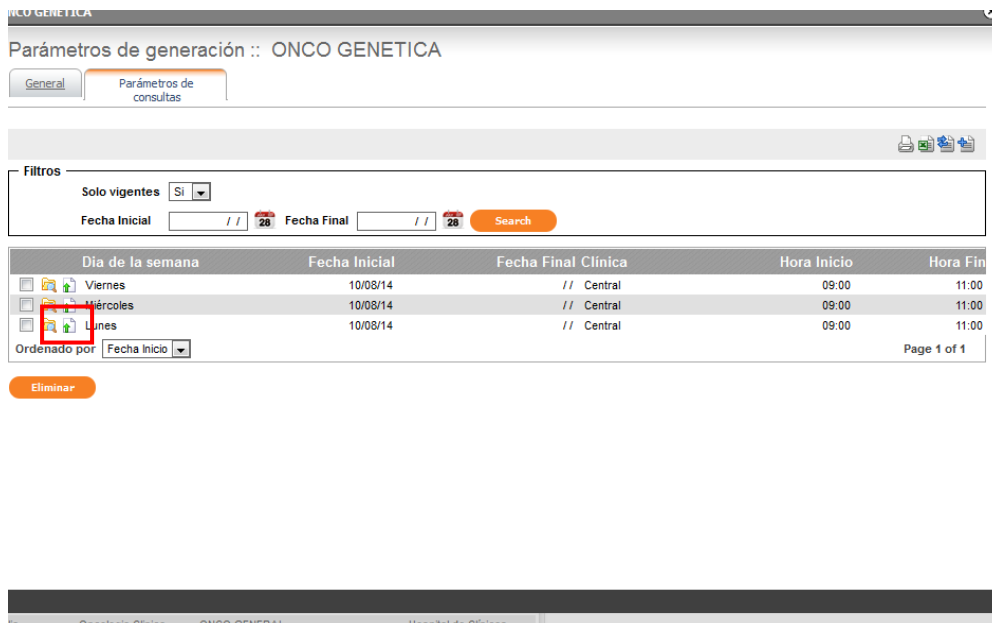 ONCO GENETICA
Parámetros de generación :: ONCO GENETICA
General
Parámetros de
consultas
Filtros
Solo vigentes Si
Fecha Inicial / / 28 Fecha Final / / 28 Search
Dia de la semana Fecha Inicial Fecha Final Clínica Hora Inicio Hora Fin
Viernes 10/08/14 / / Central 09:00 11:00
Miércoles 10/08/14 / / Central 09:00 11:00
Lunes 10/08/14 / / Central 09:00 11:00
Ordenado por Fecha Inicio Page 1 of 1
Eliminar